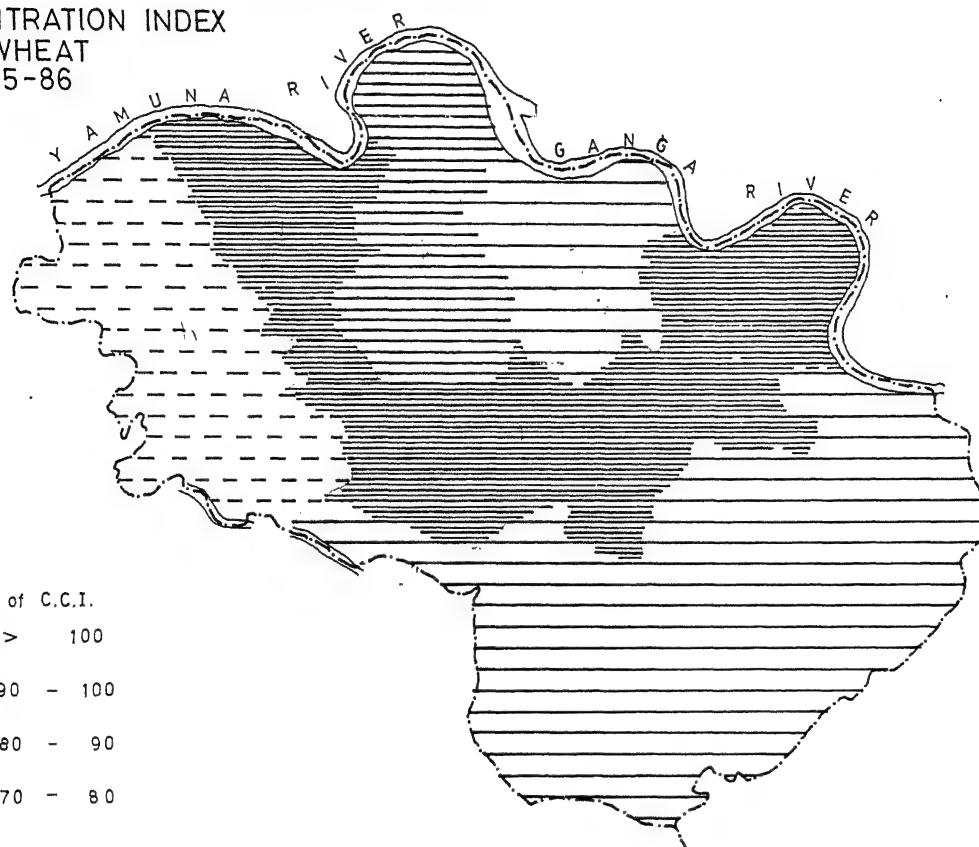 TRATION INDEX
WHEAT
5-86
YAMUNA RIVER
GANGA RIVER
of C.C.I.
> 100
90 - 100
80 - 90
70 - 80